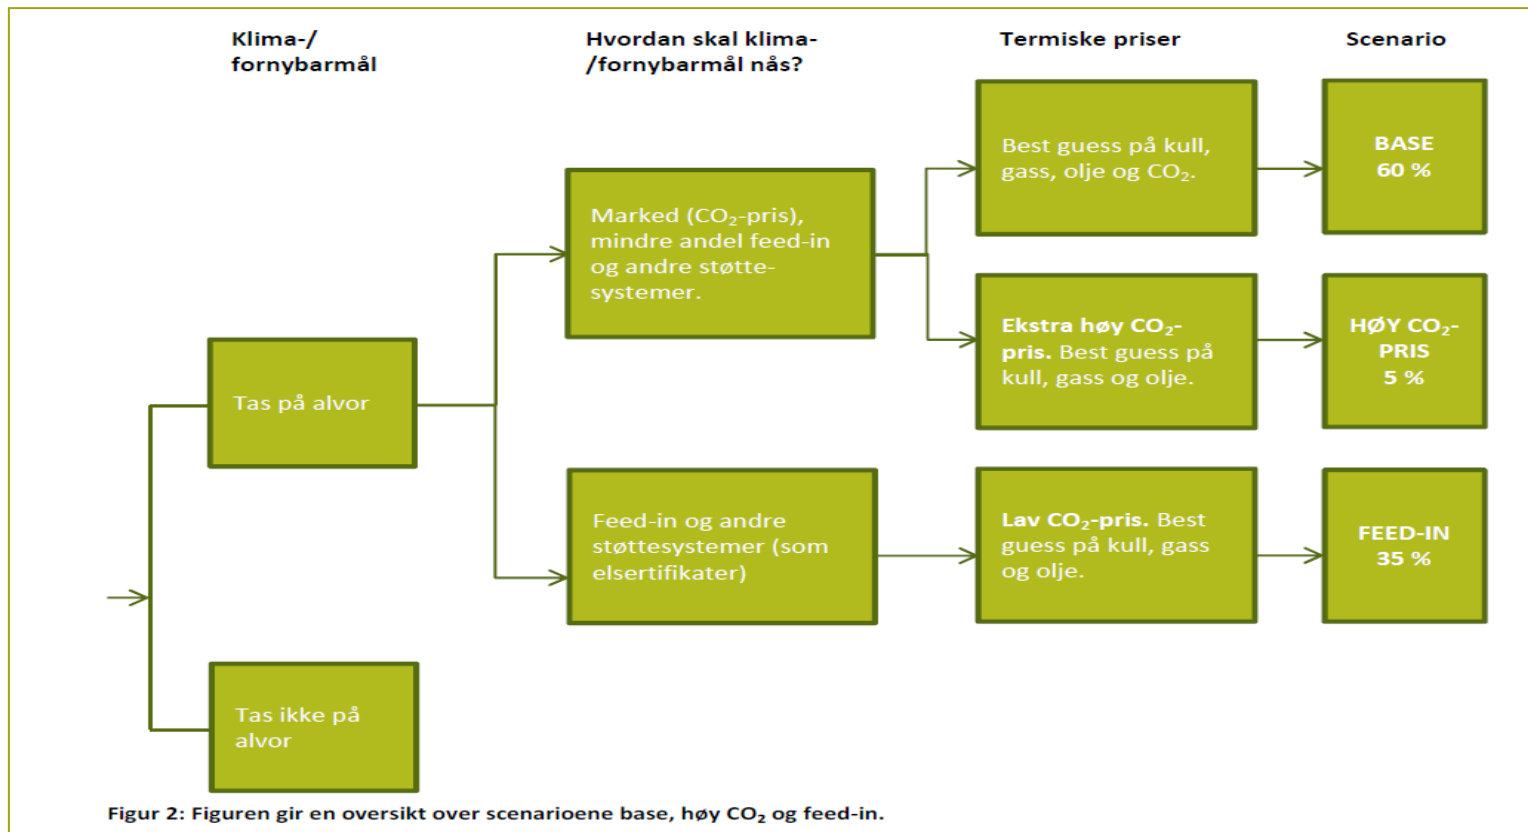 Klima-/
fornybarmål
Hvordan skal klima-
/fornybarmål nås?
Termiske priser
Scenario
Tas på alvor
Tas ikke på
alvor
Marked (CO₂-pris),
mindre andel feed-in
og andre støtte-
systemer.
Feed-in og andre
støttesystemer (som
elsertifikater)
Best guess på kull,
gass, olje og CO₂.
Ekstra høy CO₂-
pris. Best guess på
kull, gass og olje.
Lav CO₂-pris. Best
guess på kull, gass
og olje.
BASE
60 %
HØY CO₂-
PRIS
5 %
FEED-IN
35 %
Figur 2: Figuren gir en oversikt over scenarioene base, høy CO₂ og feed-in.